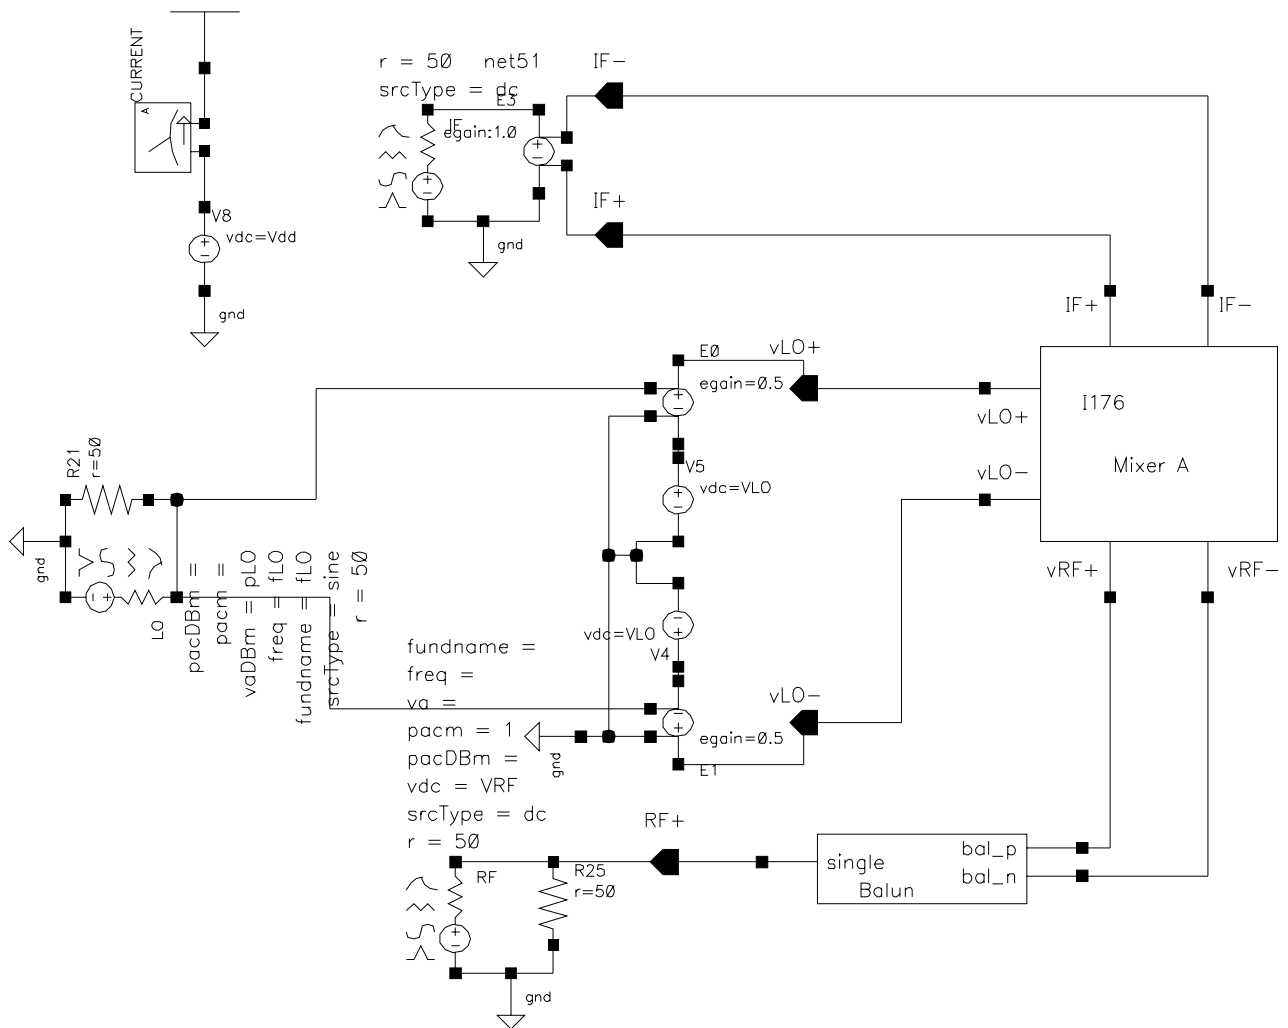 CURRENT
A
V8
vdc=Vdd
gnd
r = 50 net51
srcType = dc
E3
IF
egain:1.0
gnd
IF-
IF+
IF+
IF-
I176
Mixer A
vLO+
vLO-
vRF+
vRF-
E0
vLO+
egain=0.5
V5
vdc=VLO
vdc=VLO
V4
vLO-
egain=0.5
E1
gnd
R21
r=50
gnd
LO
pacDBm =
pacm =
vaDBm = pLO
freq = fLO
fundname = fLO
srcType = sine
r = 50
fundname =
freq =
va =
pacm = 1
pacDBm =
vdc = VRF
srcType = dc
r = 50
RF
R25
r=50
gnd
RF+
single
Balun
bal_p
bal_n